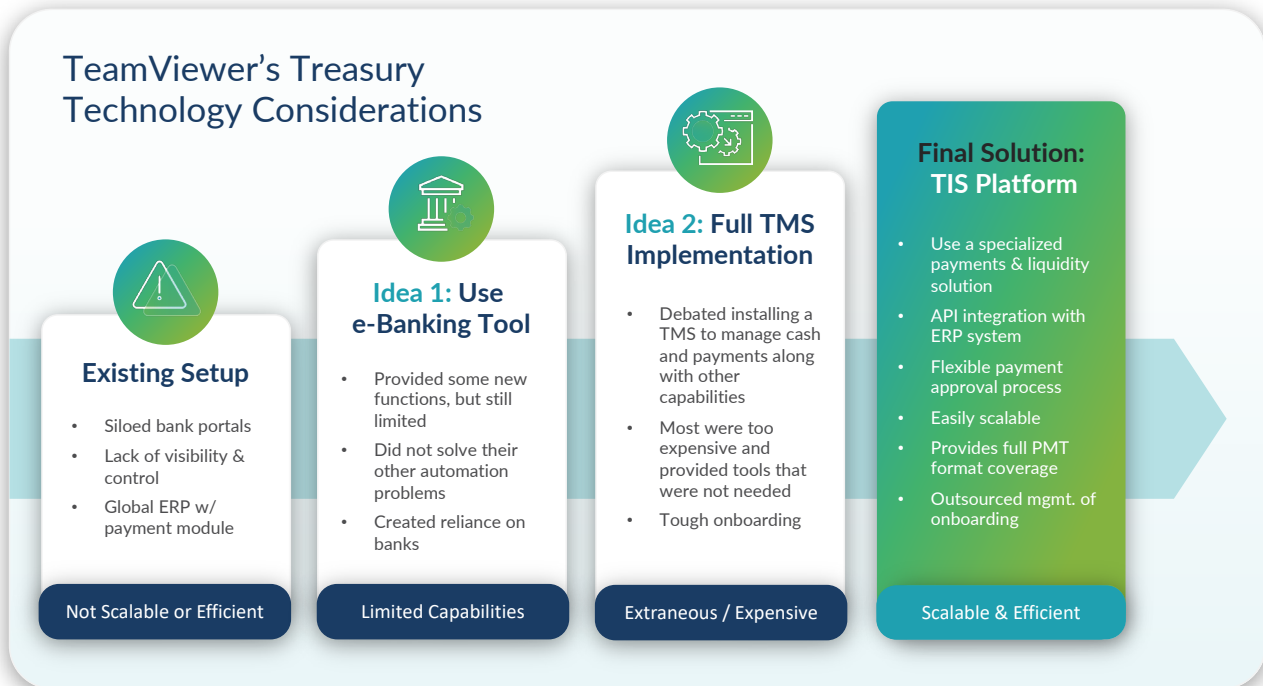 TeamViewer's Treasury
Technology Considerations
Existing Setup
• Siloed bank portals
• Lack of visibility &
control
• Global ERP w/
payment module
Not Scalable or Efficient
Idea 1: Use
e-Banking Tool
• Provided some new
functions, but still
limited
• Did not solve their
other automation
problems
• Created reliance on
banks
Limited Capabilities
Idea 2: Full TMS
Implementation
• Debated installing a
TMS to manage cash
and payments along
with other
capabilities
• Most were too
expensive and
provided tools that
were not needed
• Tough onboarding
Extraneous / Expensive
Final Solution:
TIS Platform
• Use a specialized
payments & liquidity
solution
• API integration with
ERP system
• Flexible payment
approval process
• Easily scalable
• Provides full PMT
format coverage
• Outsourced mgmt. of
onboarding
Scalable & Efficient